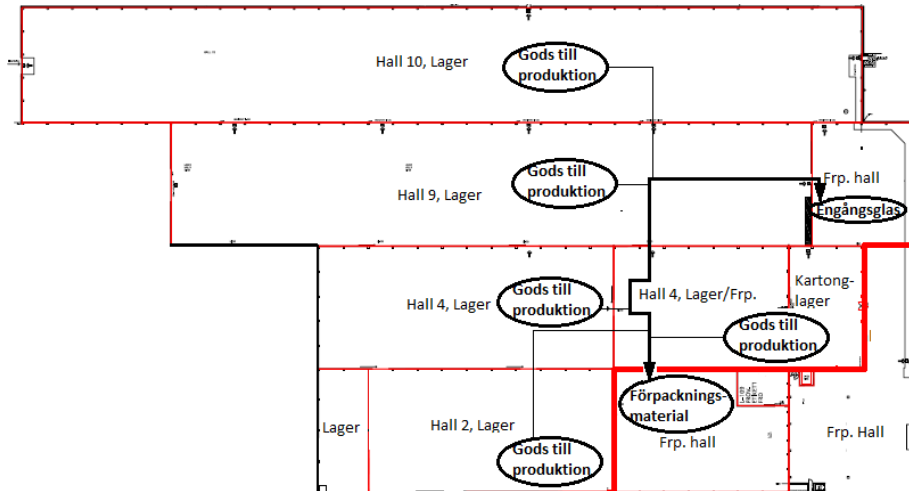 Gods till
produktion
Hall 10, Lager
Gods till
produktion
Frp. hall
Hall 9, Lager
Engångsglas
Gods till
produktion
Hall 4, Lager
Hall 4, Lager/Frp.
Kartong-
lager
Gods till
produktion
Förpacknings-
material
Lager
Hall 2, Lager
Frp. hall
Frp. Hall
Gods till
produktion